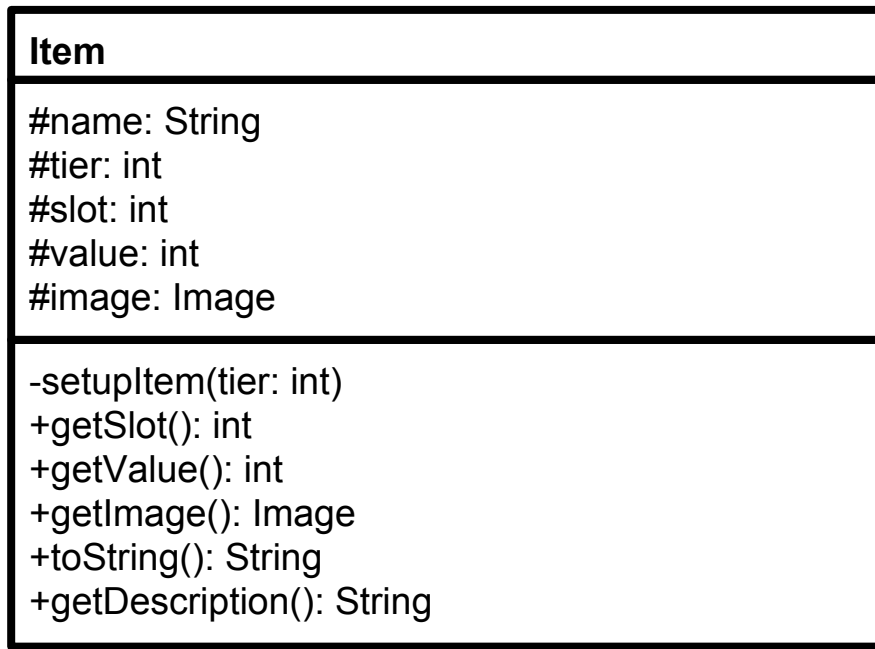 Item
#name: String
#tier: int
#slot: int
#value: int
#image: Image
-setupItem(tier: int)
+getSlot(): int
+getValue(): int
+getImage(): Image
+toString(): String
+getDescription(): String